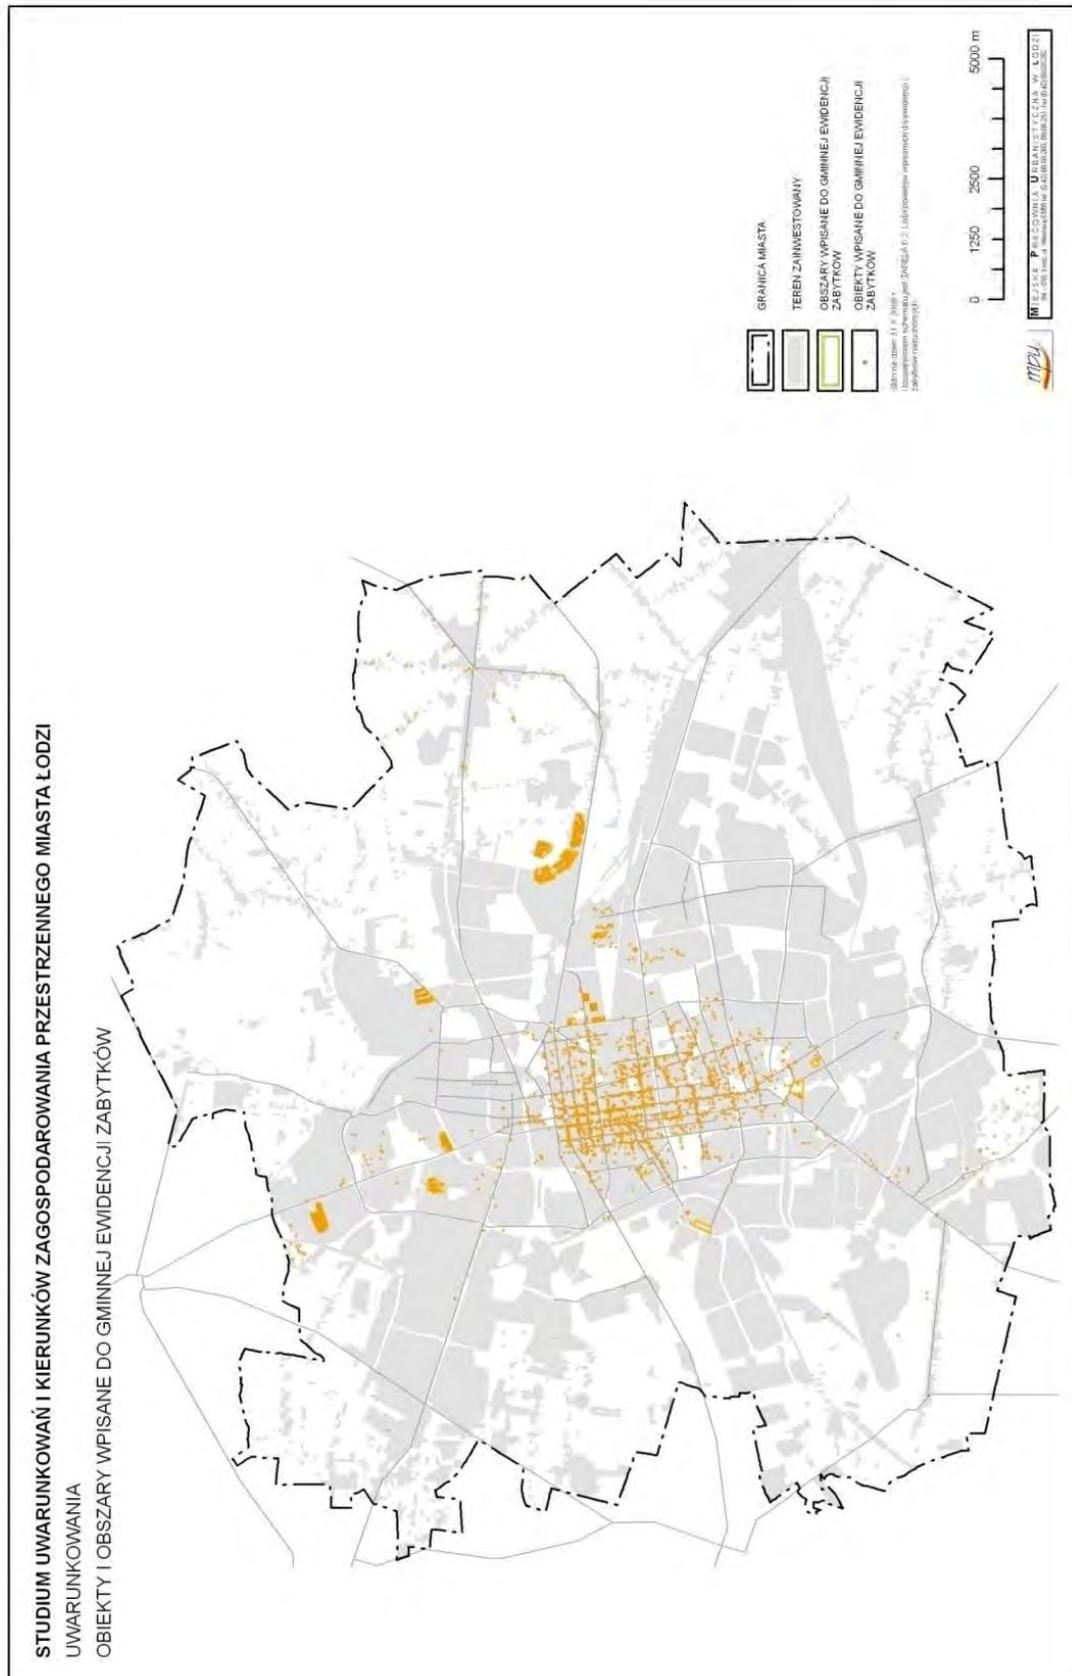 STUDIUM UWARUNKOWAŃ I KIERUNKÓW ZAGOSPODAROWANIA PRZESTRZENNEGO MIASTA ŁODZI
UWARUNKOWANIA
OBIEKTY I OBSZARY WPISANE DO GMINNEJ EWIDENCJI ZABYTKÓW
GRANICA MIASTA
TEREN ZAINWESTOWANY
OBSZARY WPISANE DO GMINNEJ EWIDENCJI
ZABYTKÓW
OBIEKTY WPISANE DO GMINNEJ EWIDENCJI
ZABYTKÓW
0 1250 2500 5000 m
mpu
MIEJSKA PRACOWNIA URBANISTYCZNA W ŁODZI